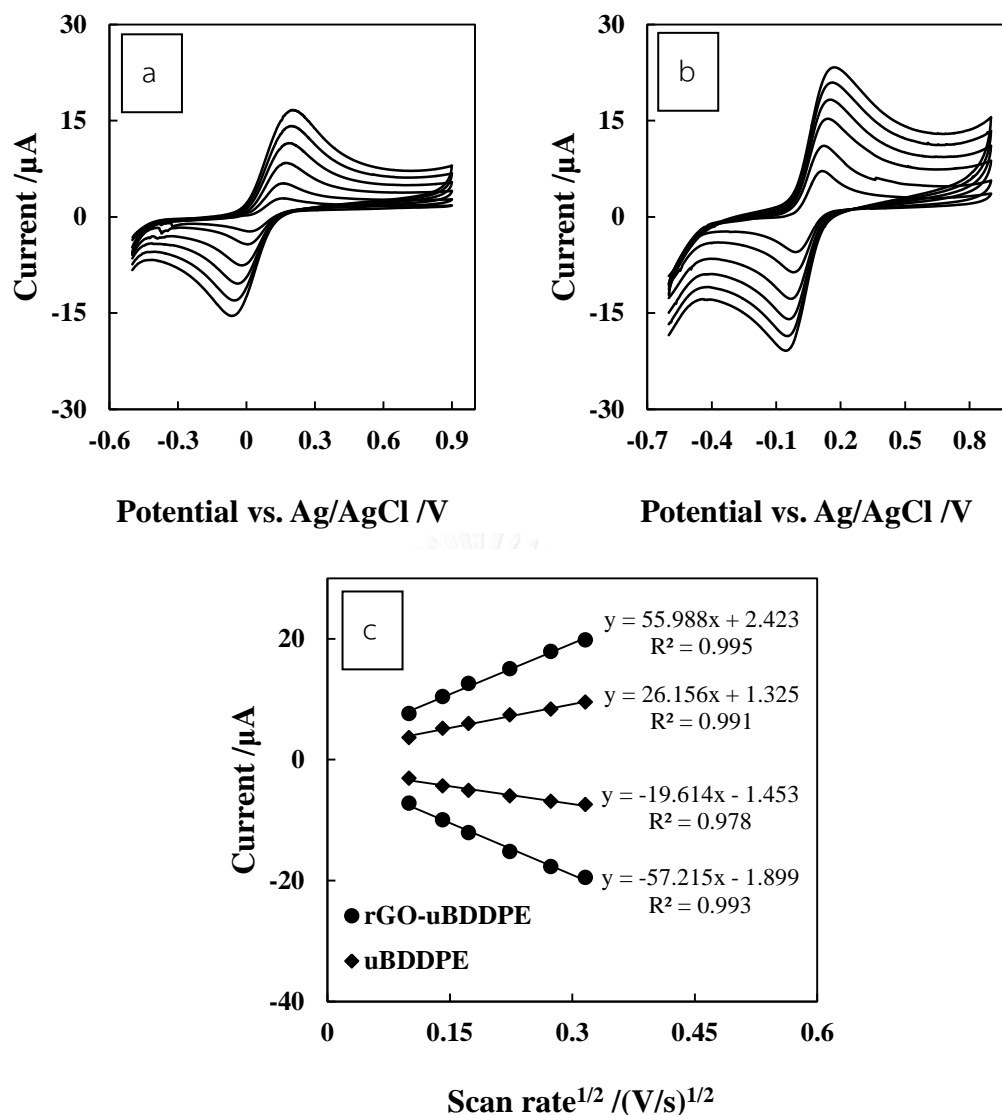 a
30
15
0
-15
-30
-0.6 -0.3 0 0.3 0.6 0.9
Current /µA
Potential vs. Ag/AgCl /V
b
30
15
0
-15
-30
-0.7 -0.4 -0.1 0.2 0.5 0.8
Current /µA
Potential vs. Ag/AgCl /V
c
20
0
-20
-40
0 0.15 0.3 0.45 0.6
Current /µA
y = 55.988x + 2.423
R² = 0.995
y = 26.156x + 1.325
R² = 0.991
y = -19.614x - 1.453
R² = 0.978
y = -57.215x - 1.899
R² = 0.993
rGO-uBDDPE
uBDDPE
Scan rate^1/2 /(V/s)^1/2